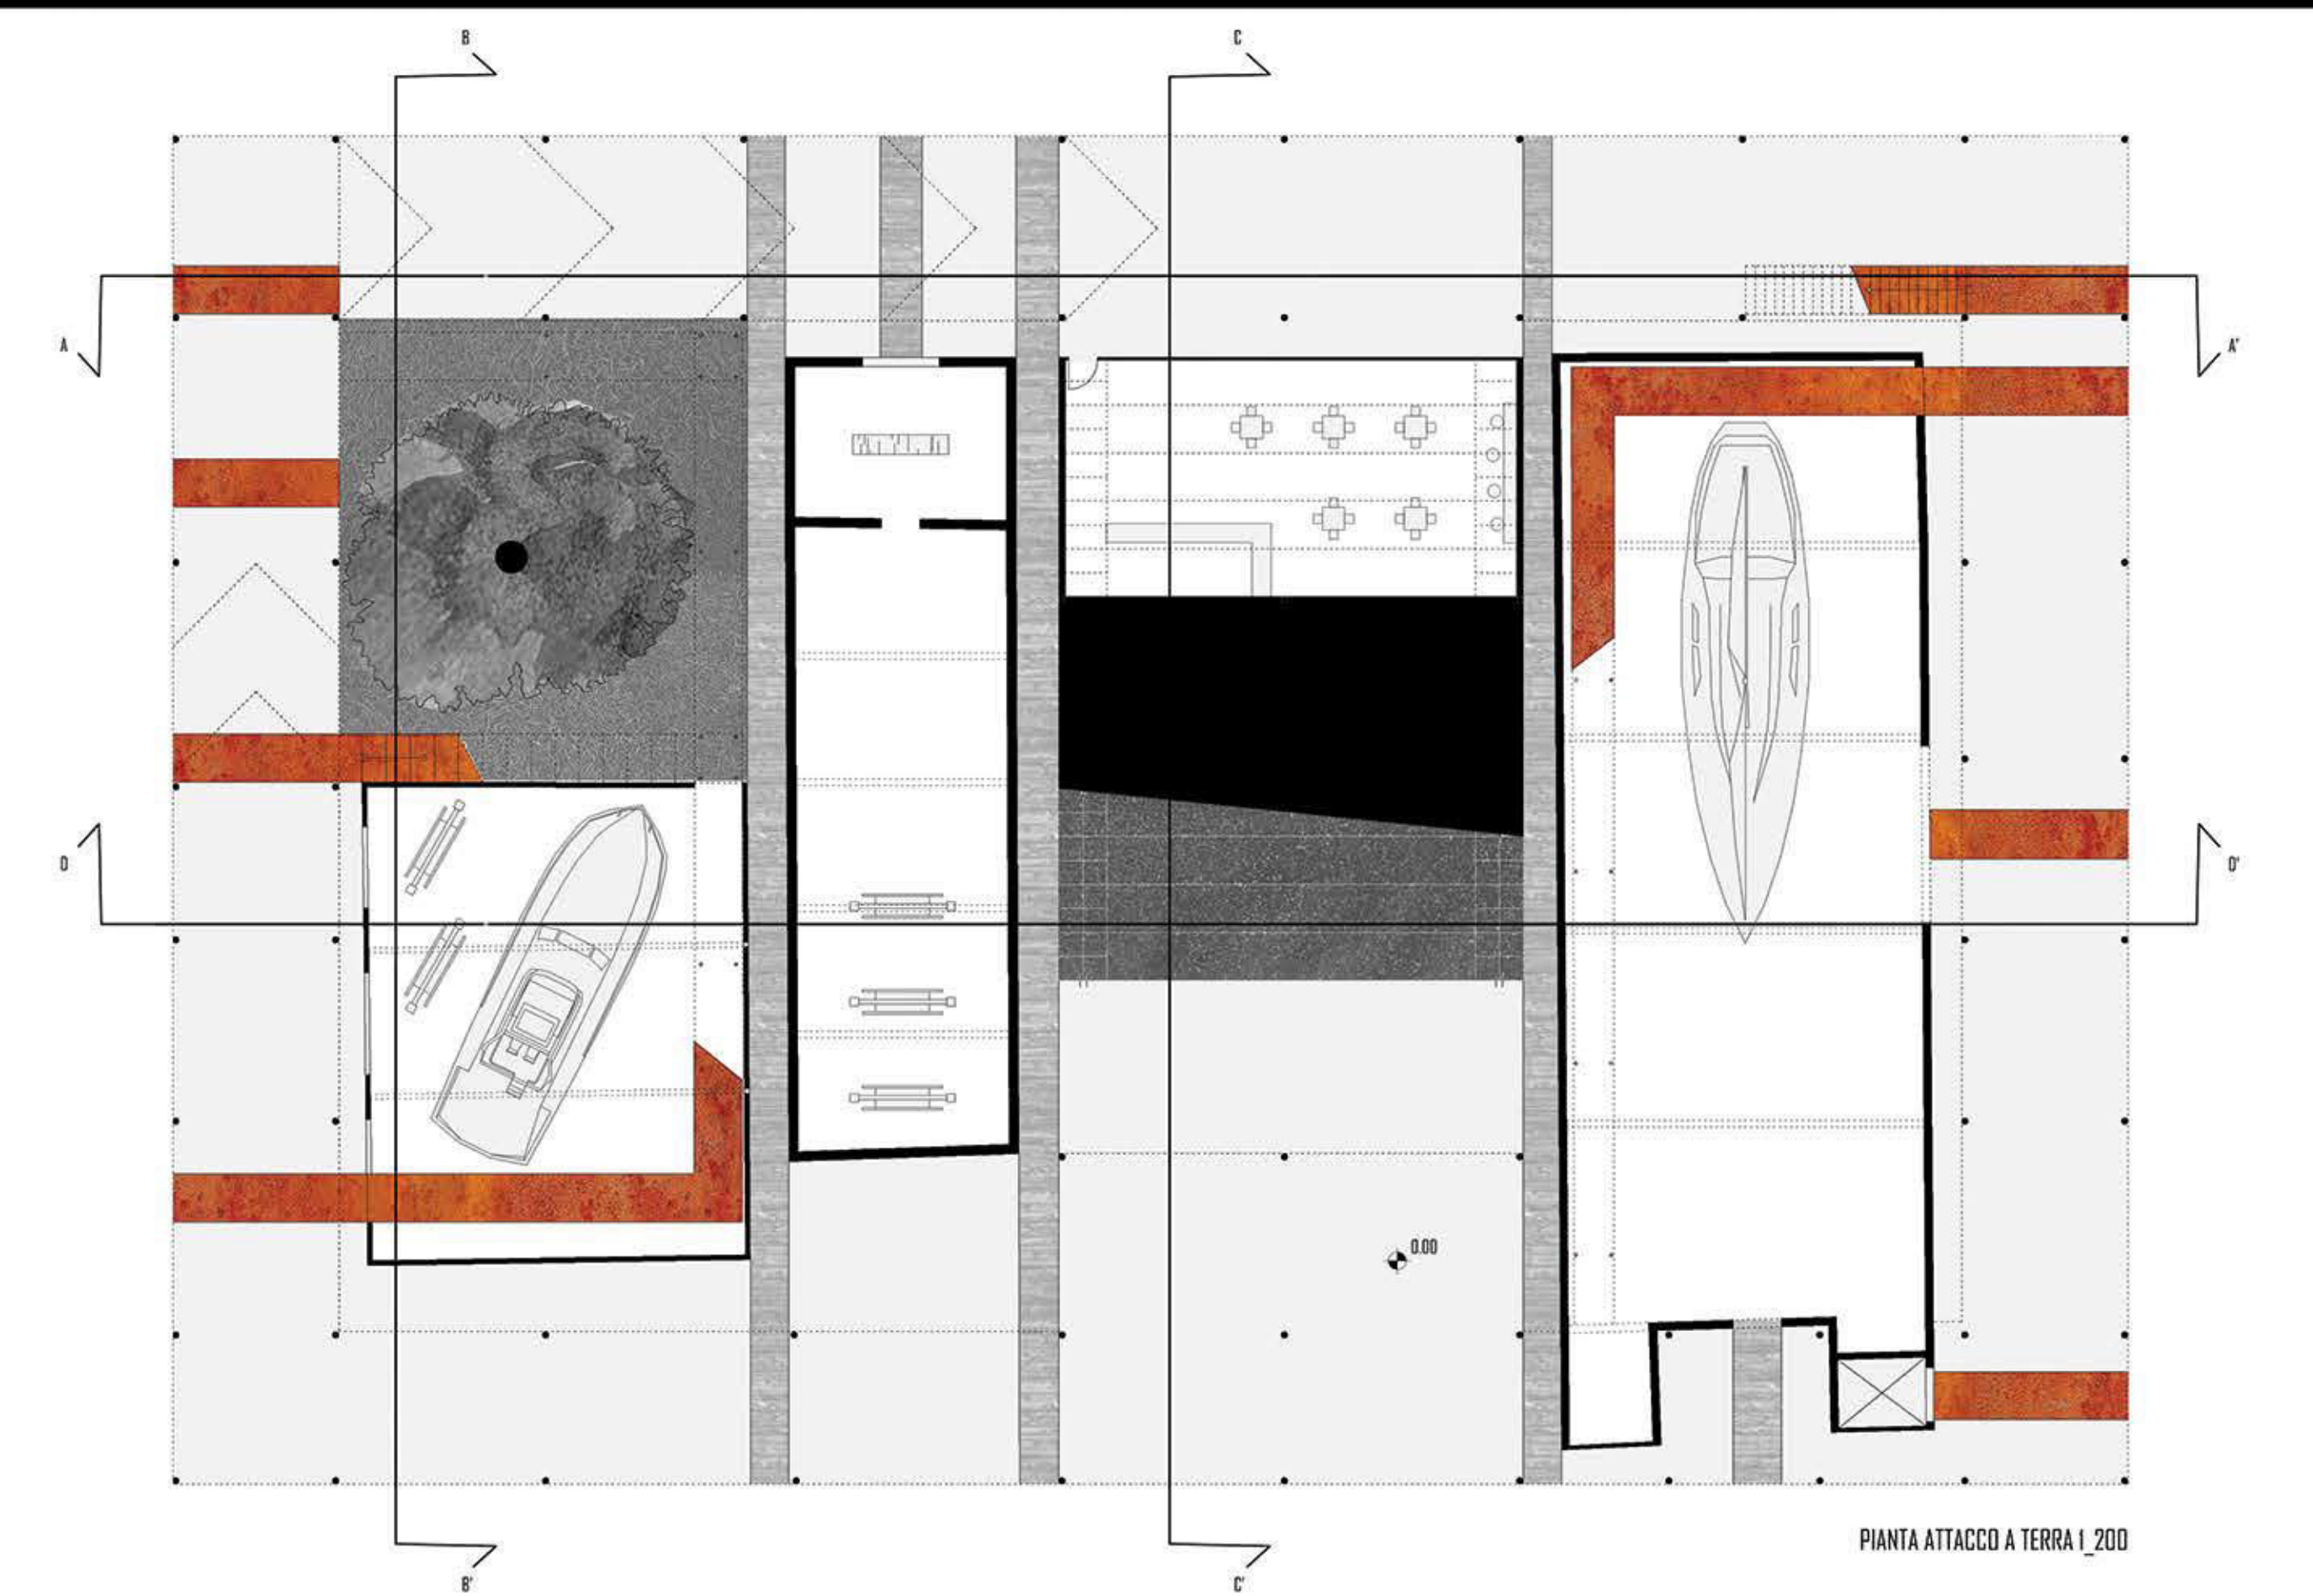 B
C
A
A'
D
D'
0.00
PIANTA ATTACCO A TERRA 1_200
B'
C'